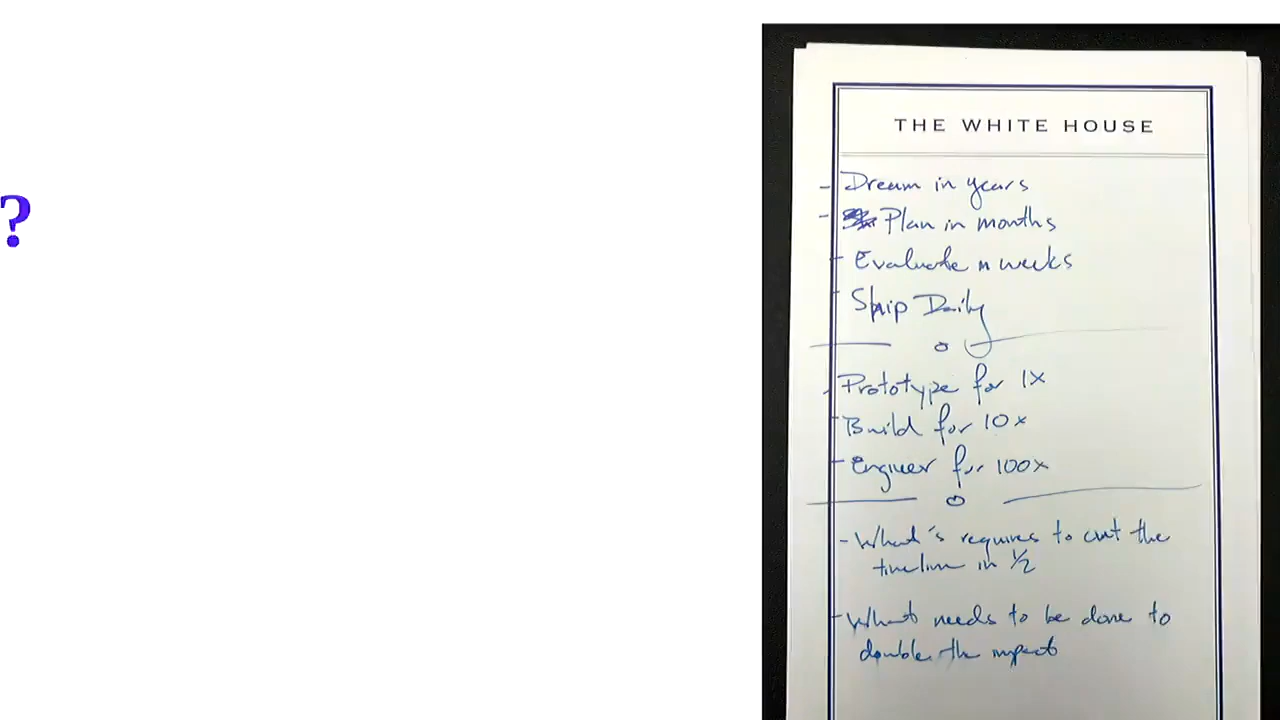 ?
THE WHITE HOUSE
- Dream in years
- Plan in months
- Evaluate in weeks
- Ship Daily
- Prototype for 1x
- Build for 10x
- Engineer for 100x
- What's requires to cut the
timeline in 1/2
- What needs to be done to
double the impact